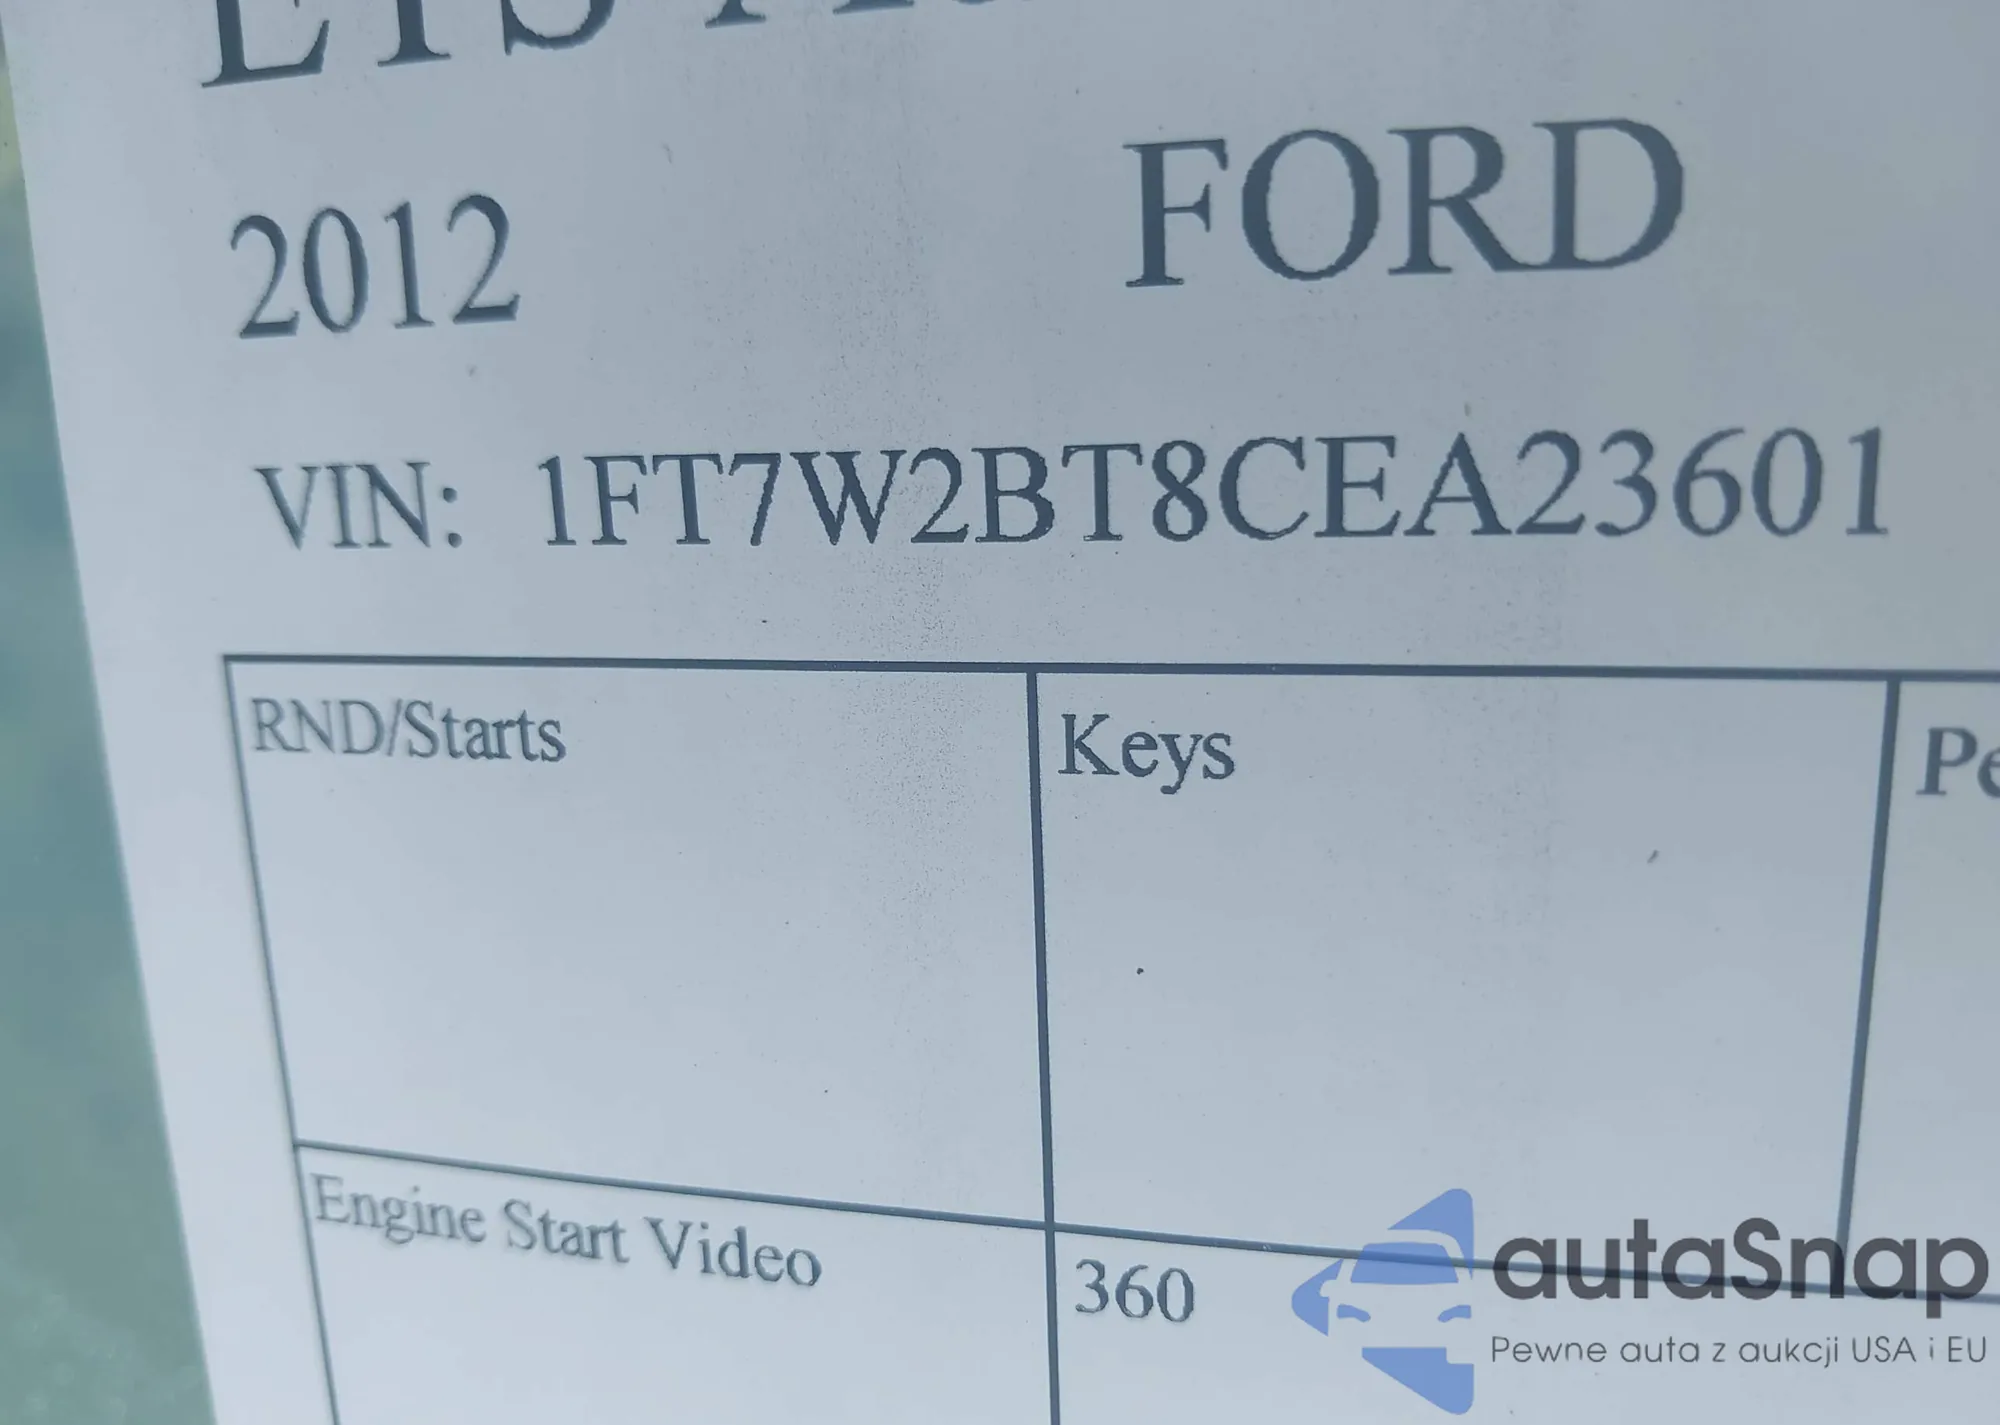 2012 FORD
VIN: 1FT7W2BT8CEA23601
RND/Starts Keys
Engine Start Video 360
autaSnap
Pewne auta z aukcji USA i EU